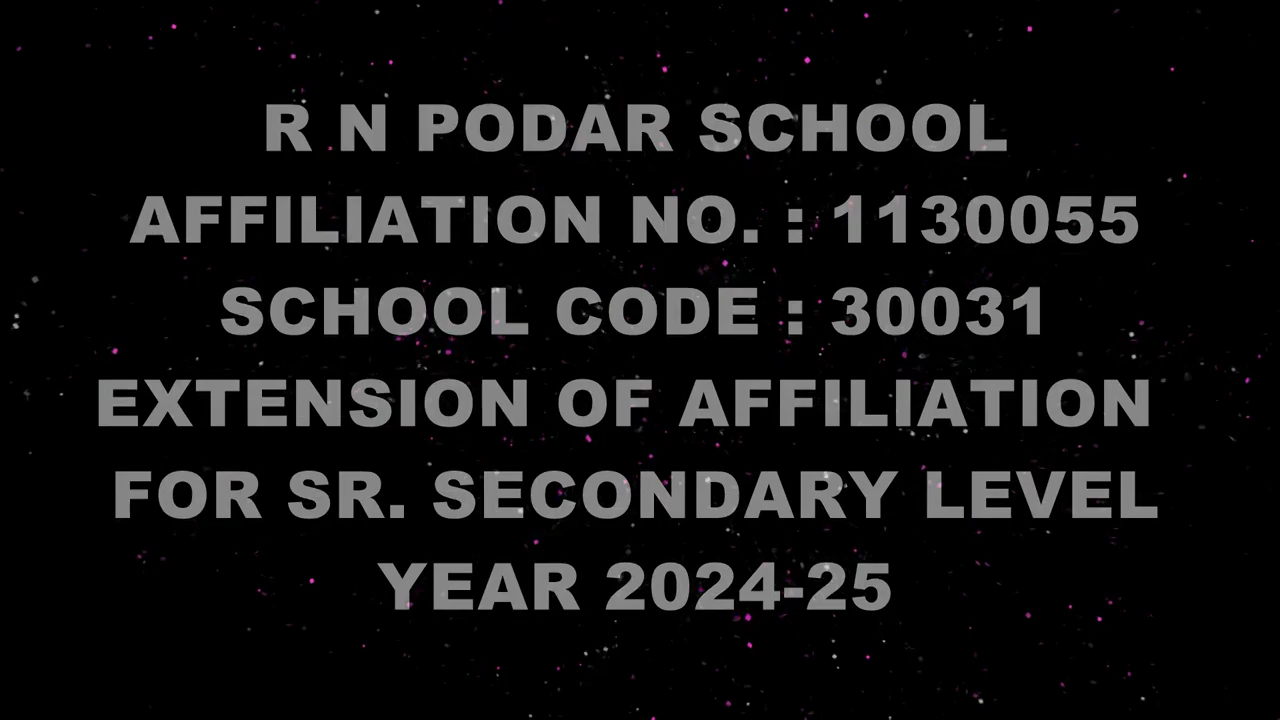 R N PODAR SCHOOL
AFFILIATION NO. : 1130055
SCHOOL CODE : 30031
EXTENSION OF AFFILIATION
FOR SR. SECONDARY LEVEL
YEAR 2024-25